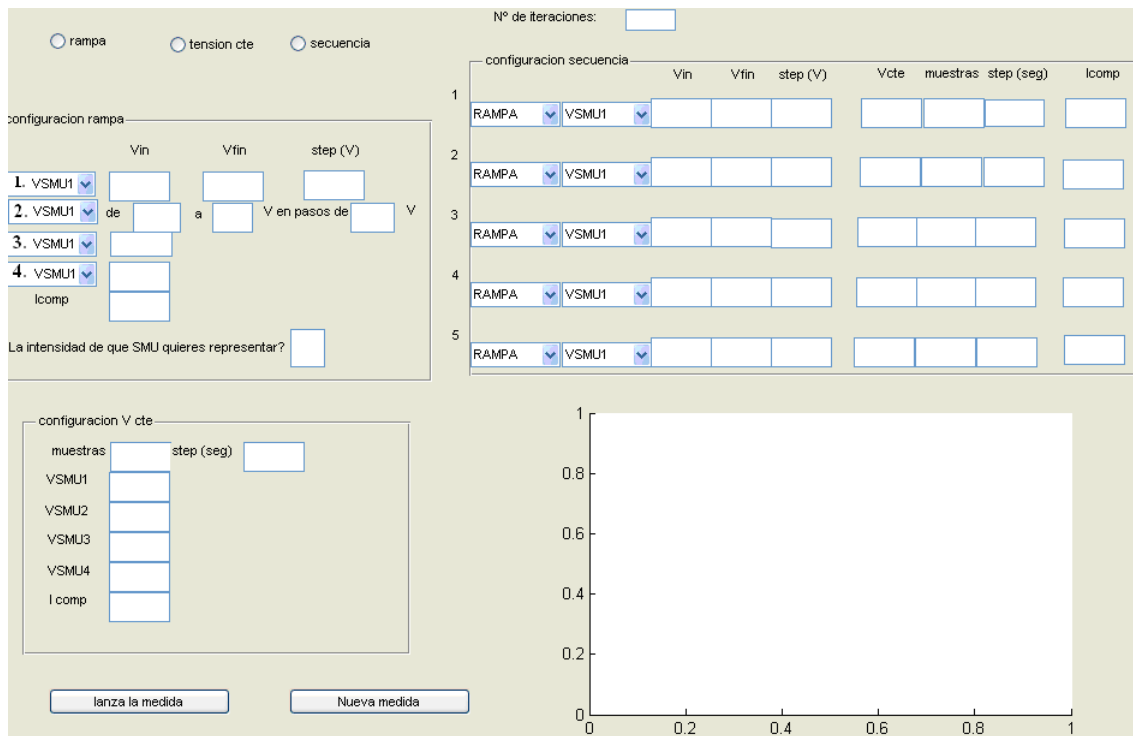 Nº de iteraciones:
rampa
tension cte
secuencia
configuracion secuencia
Vin Vfin step (V) Vcte muestras step (seg) Icomp
1
RAMPA VSMU1
2
RAMPA VSMU1
3
RAMPA VSMU1
4
RAMPA VSMU1
5
RAMPA VSMU1
configuracion rampa
Vin Vfin step (V)
1. VSMU1
2. VSMU1 de a V en pasos de V
3. VSMU1
4. VSMU1
Icomp
La intensidad de que SMU quieres representar?
configuracion V cte
muestras step (seg)
VSMU1
VSMU2
VSMU3
VSMU4
I comp
lanza la medida
Nueva medida
1
0.8
0.6
0.4
0.2
0
0 0.2 0.4 0.6 0.8 1